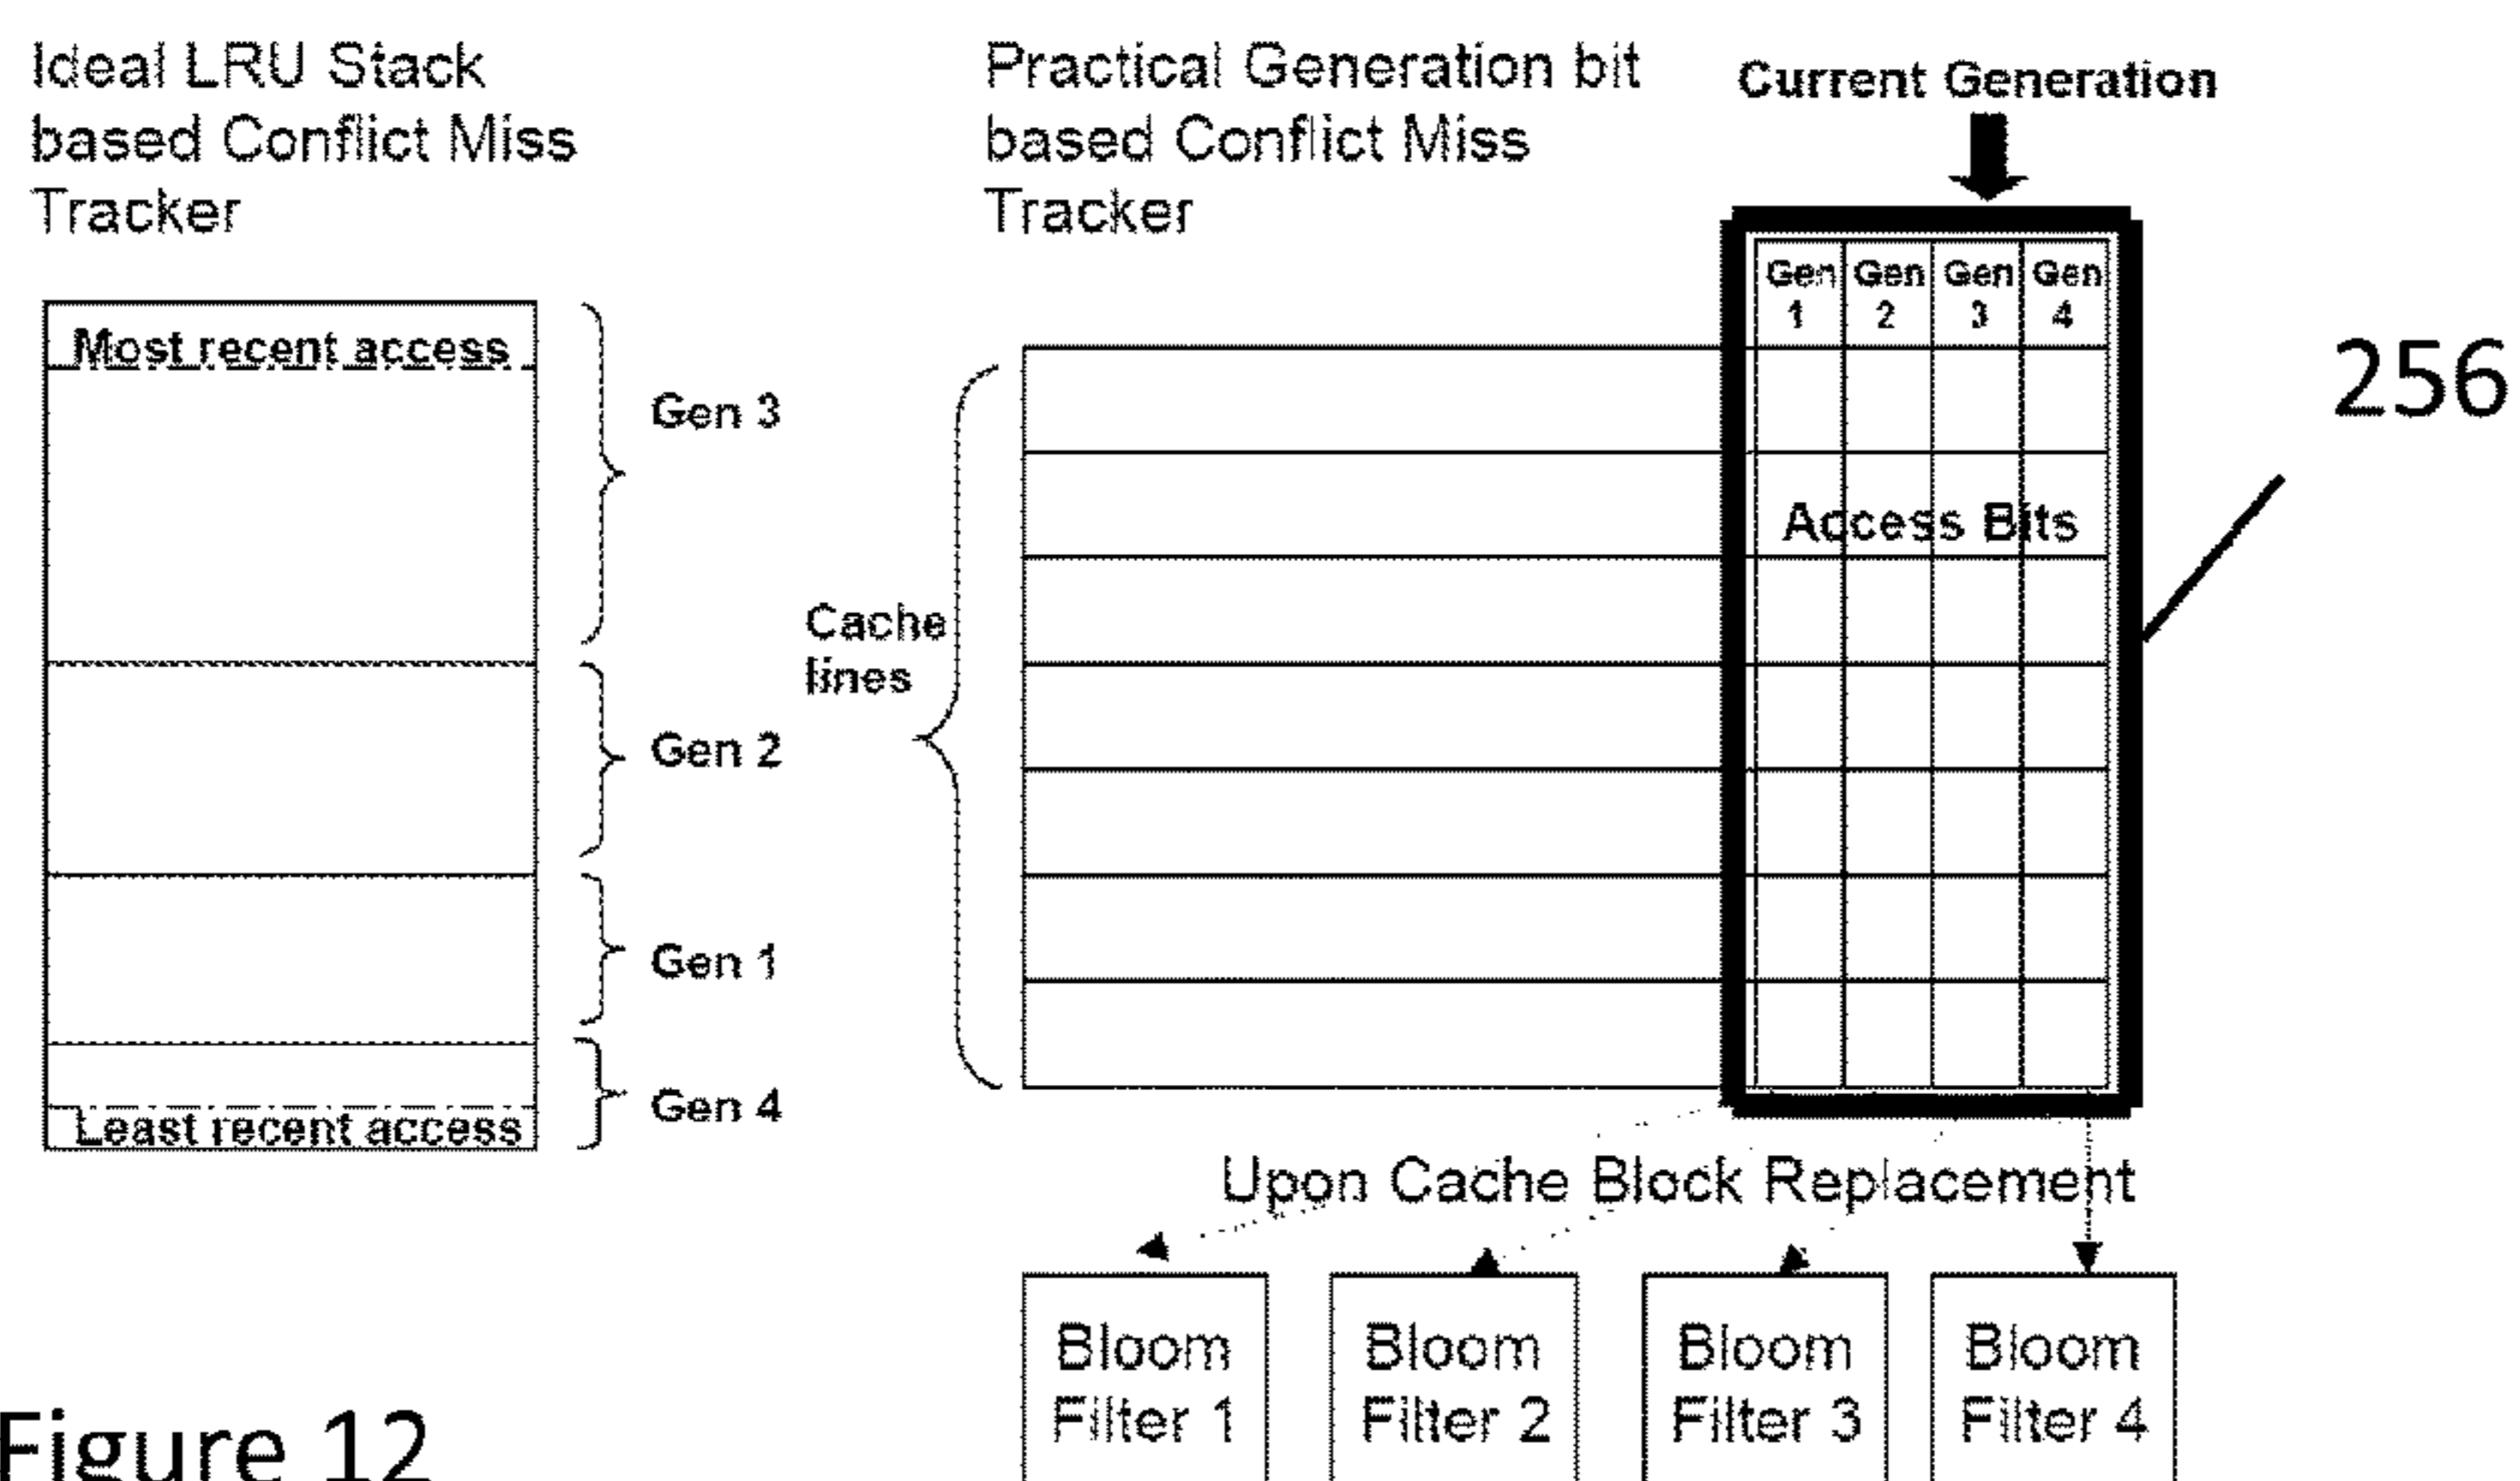 Ideal LRU Stack
based Conflict Miss
Tracker
Most recent access
Gen 3
Gen 2
Gen 1
Gen 4
Least recent access
Practical Generation bit
based Conflict Miss
Tracker
Current Generation
Gen 1
Gen 2
Gen 3
Gen 4
256
Access Bits
Cache
lines
Upon Cache Block Replacement
Bloom
Filter 1
Bloom
Filter 2
Bloom
Filter 3
Bloom
Filter 4
Figure 12